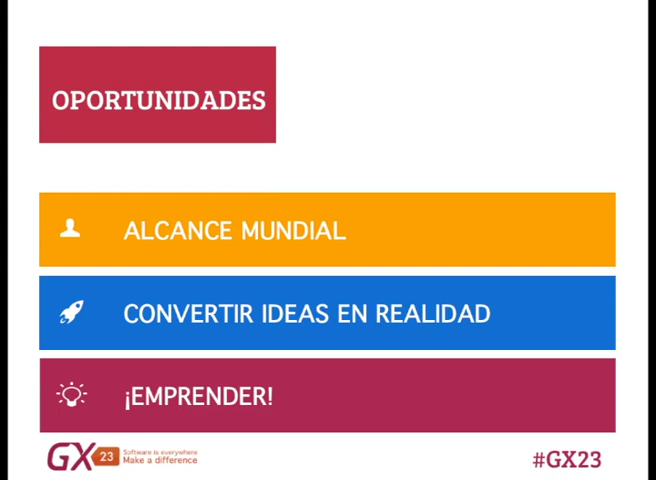 OPORTUNIDADES
ALCANCE MUNDIAL
CONVERTIR IDEAS EN REALIDAD
¡EMPRENDER!
GX 23
Software is everywhere
Make a difference
#GX23